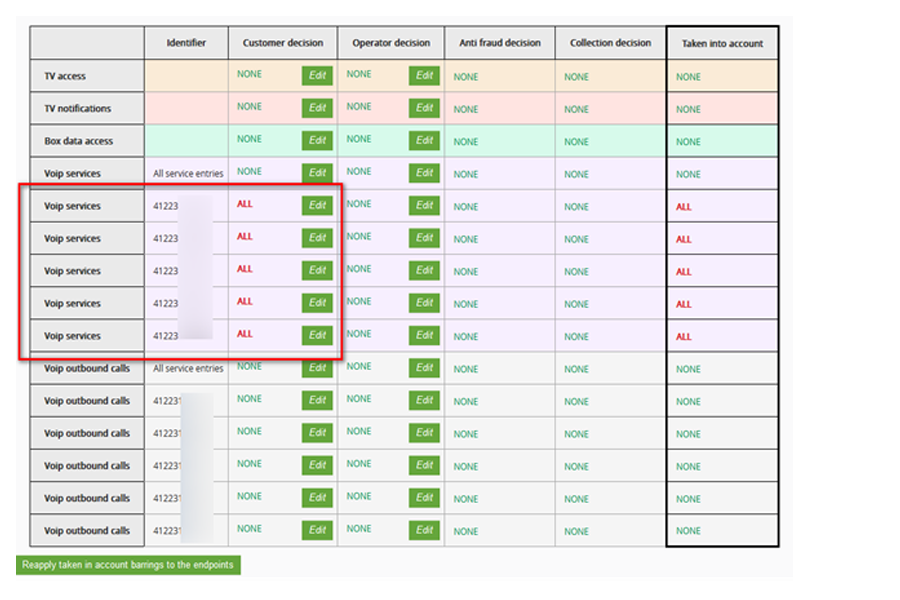 Identifier Customer decision Operator decision Anti fraud decision Collection decision Taken into account
TV access NONE Edit NONE Edit NONE NONE NONE
TV notifications NONE Edit NONE Edit NONE NONE NONE
Box data access NONE Edit NONE Edit NONE NONE NONE
Voip services All service entries NONE Edit NONE Edit NONE NONE NONE
Voip services 41223 ALL Edit NONE Edit NONE NONE ALL
Voip services 41223 ALL Edit NONE Edit NONE NONE ALL
Voip services 41223 ALL Edit NONE Edit NONE NONE ALL
Voip services 41223 ALL Edit NONE Edit NONE NONE ALL
Voip services 41223 ALL Edit NONE Edit NONE NONE ALL
Voip outbound calls All service entries NONE Edit NONE Edit NONE NONE NONE
Voip outbound calls 412231 NONE Edit NONE Edit NONE NONE NONE
Voip outbound calls 412231 NONE Edit NONE Edit NONE NONE NONE
Voip outbound calls 412231 NONE Edit NONE Edit NONE NONE NONE
Voip outbound calls 412231 NONE Edit NONE Edit NONE NONE NONE
Voip outbound calls 412231 NONE Edit NONE Edit NONE NONE NONE
Reapply taken in account barrings to the endpoints